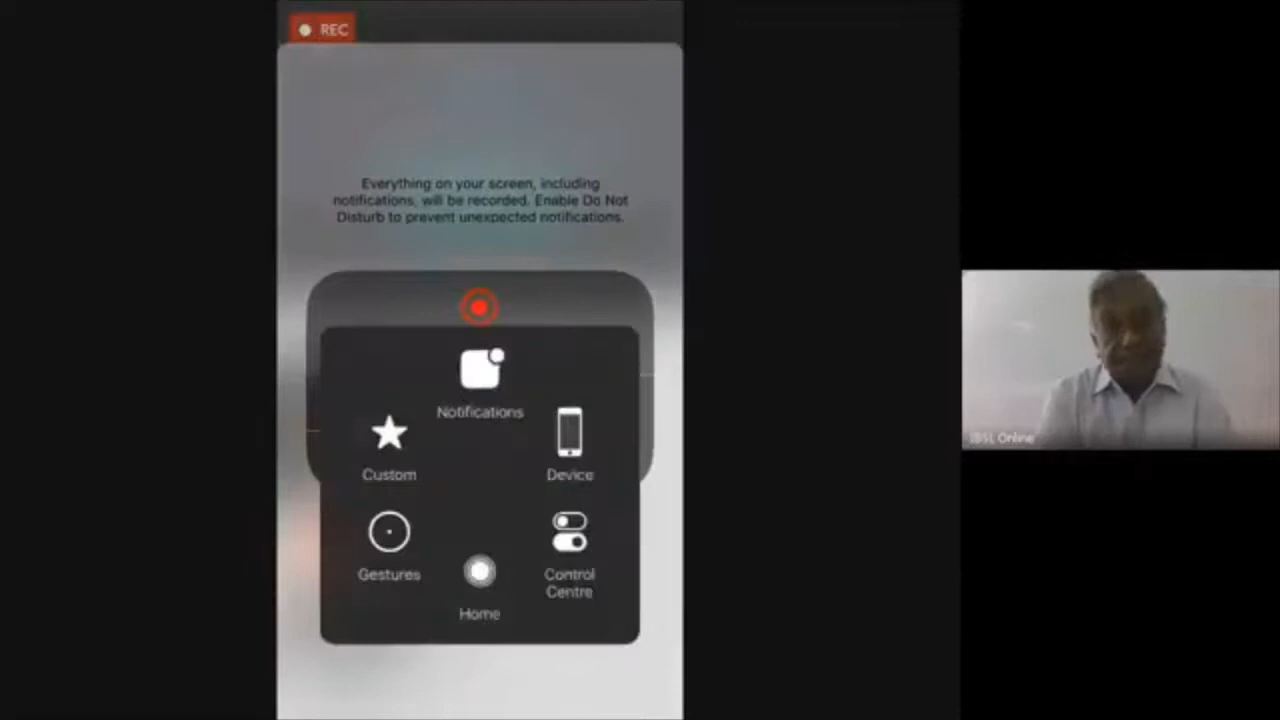 REC
Everything on your screen, including
notifications, will be recorded. Enable Do Not
Disturb to prevent unexpected notifications.
Notifications
Custom
Device
Gestures
Control
Centre
Home
IBSL Online